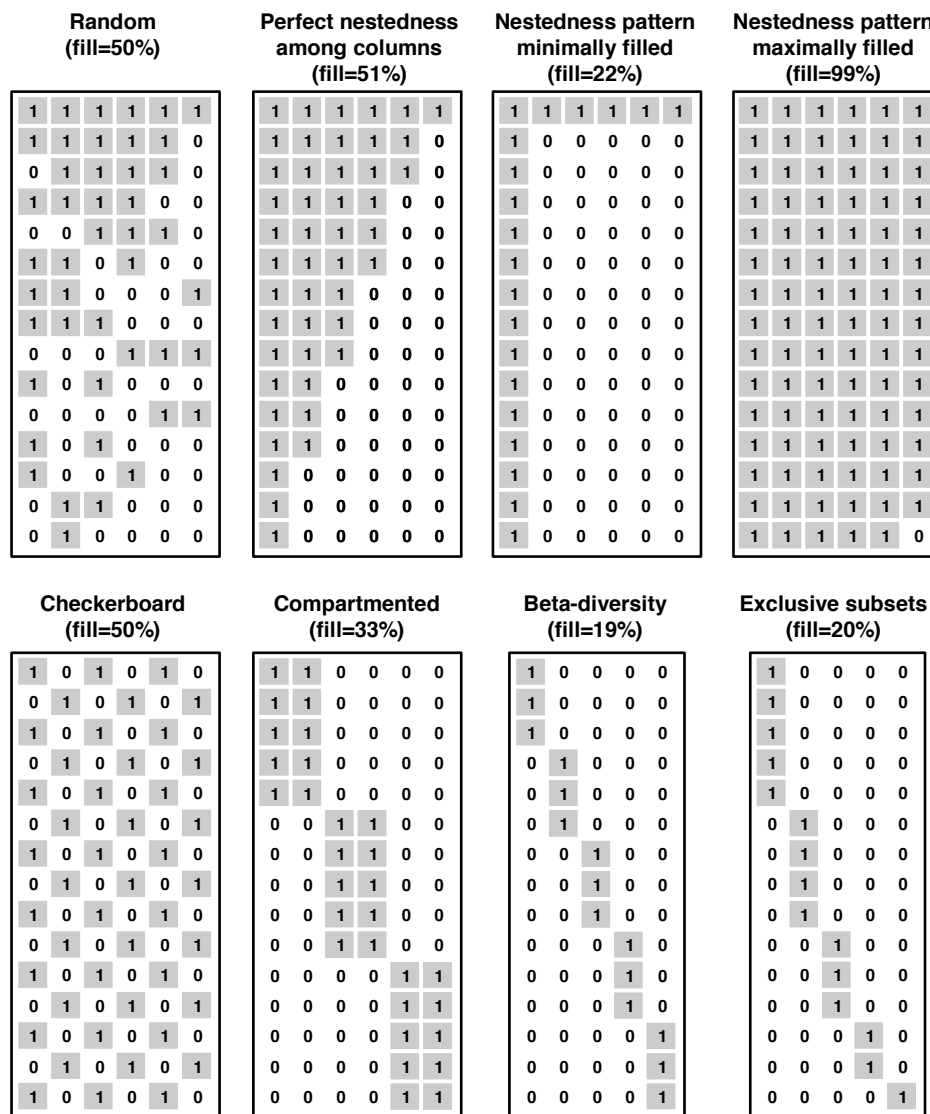 Random
(fill=50%)
1 1 1 1 1 1
1 1 1 1 1 0
0 1 1 1 1 0
1 1 1 1 0 0
0 0 1 1 1 0
1 1 0 1 0 0
1 1 0 0 0 1
1 1 1 0 0 0
0 0 0 1 1 1
1 0 1 0 0 0
0 0 0 0 1 1
1 0 1 0 0 0
1 0 0 1 0 0
0 1 1 0 0 0
0 1 0 0 0 0
Perfect nestedness
among columns
(fill=51%)
1 1 1 1 1 1
1 1 1 1 1 0
1 1 1 1 1 0
1 1 1 1 0 0
1 1 1 1 0 0
1 1 1 1 0 0
1 1 1 0 0 0
1 1 1 0 0 0
1 1 1 0 0 0
1 1 0 0 0 0
1 1 0 0 0 0
1 1 0 0 0 0
1 0 0 0 0 0
1 0 0 0 0 0
1 0 0 0 0 0
Nestedness pattern
minimally filled
(fill=22%)
1 1 1 1 1 1
1 0 0 0 0 0
1 0 0 0 0 0
1 0 0 0 0 0
1 0 0 0 0 0
1 0 0 0 0 0
1 0 0 0 0 0
1 0 0 0 0 0
1 0 0 0 0 0
1 0 0 0 0 0
1 0 0 0 0 0
1 0 0 0 0 0
1 0 0 0 0 0
1 0 0 0 0 0
1 0 0 0 0 0
Nestedness pattern
maximally filled
(fill=99%)
1 1 1 1 1 1
1 1 1 1 1 1
1 1 1 1 1 1
1 1 1 1 1 1
1 1 1 1 1 1
1 1 1 1 1 1
1 1 1 1 1 1
1 1 1 1 1 1
1 1 1 1 1 1
1 1 1 1 1 1
1 1 1 1 1 1
1 1 1 1 1 1
1 1 1 1 1 1
1 1 1 1 1 1
1 1 1 1 1 0
Checkerboard
(fill=50%)
1 0 1 0 1 0
0 1 0 1 0 1
1 0 1 0 1 0
0 1 0 1 0 1
1 0 1 0 1 0
0 1 0 1 0 1
1 0 1 0 1 0
0 1 0 1 0 1
1 0 1 0 1 0
0 1 0 1 0 1
1 0 1 0 1 0
0 1 0 1 0 1
1 0 1 0 1 0
0 1 0 1 0 1
1 0 1 0 1 0
Compartmented
(fill=33%)
1 1 0 0 0 0
1 1 0 0 0 0
1 1 0 0 0 0
1 1 0 0 0 0
1 1 0 0 0 0
0 0 1 1 0 0
0 0 1 1 0 0
0 0 1 1 0 0
0 0 1 1 0 0
0 0 1 1 0 0
0 0 0 0 1 1
0 0 0 0 1 1
0 0 0 0 1 1
0 0 0 0 1 1
0 0 0 0 1 1
Beta-diversity
(fill=19%)
1 0 0 0 0
1 0 0 0 0
1 0 0 0 0
0 1 0 0 0
0 1 0 0 0
0 1 0 0 0
0 0 1 0 0
0 0 1 0 0
0 0 1 0 0
0 0 0 1 0
0 0 0 1 0
0 0 0 1 0
0 0 0 0 1
0 0 0 0 1
0 0 0 0 1
Exclusive subsets
(fill=20%)
1 0 0 0 0
1 0 0 0 0
1 0 0 0 0
1 0 0 0 0
1 0 0 0 0
0 1 0 0 0
0 1 0 0 0
0 1 0 0 0
0 1 0 0 0
0 0 1 0 0
0 0 1 0 0
0 0 1 0 0
0 0 0 1 0
0 0 0 1 0
0 0 0 0 1